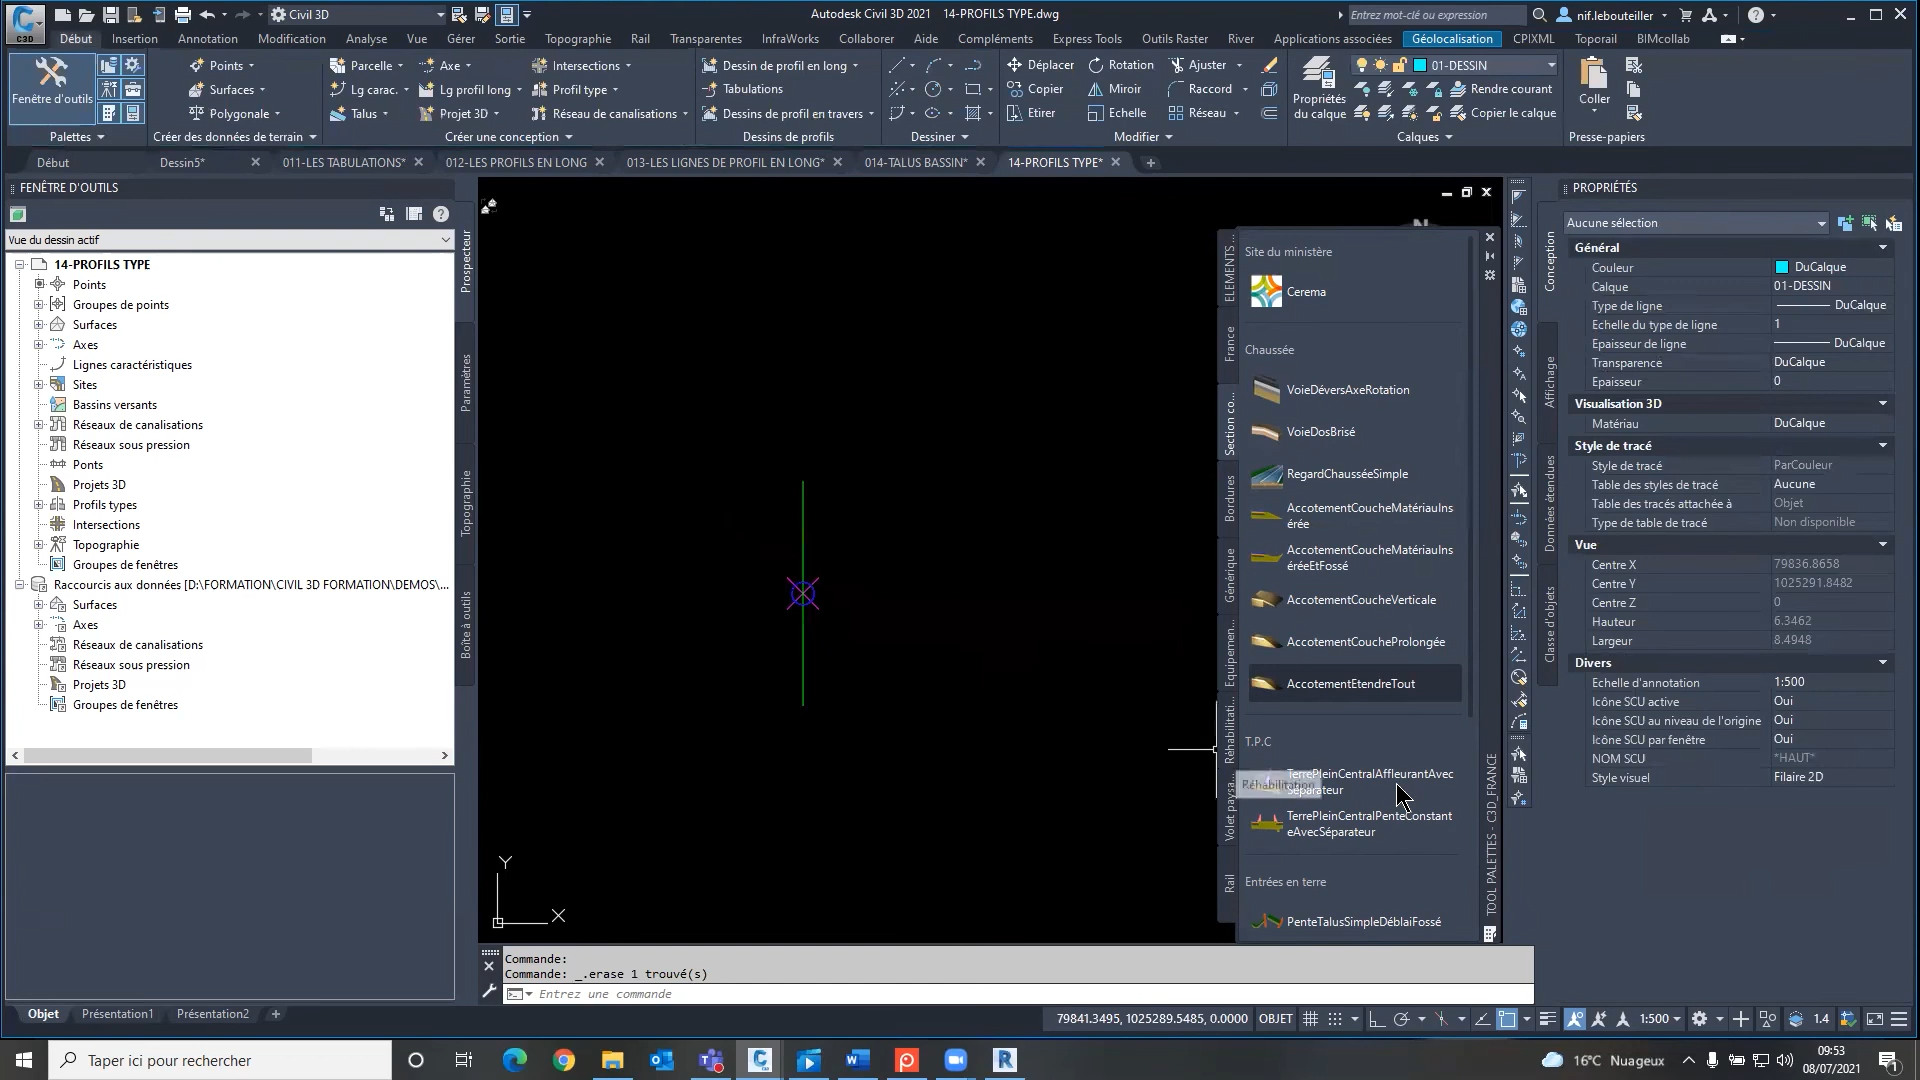 Civil 3D
Autodesk Civil 3D 2021
14-PROFILS TYPE.dwg
Entrez mot-clé ou expression
nif.lebouteiller
C3D
Début
Insertion
Annotation
Modification
Analyse
Vue
Gérer
Sortie
Topographie
Rail
Transparentes
InfraWorks
Collaborer
Aide
Compléments
Express Tools
Outils Raster
River
Applications associées
Géolocalisation
CPIXML
Toporail
BIMcollab
Fenêtre d'outils
Palettes
Points
Surfaces
Polygonale
Créer des données de terrain
Parcelle
Lg carac.
Talus
Axe
Lg profil long
Projet 3D
Intersections
Profil type
Réseau de canalisations
Créer une conception
Dessin de profil en long
Tabulations
Dessins de profil en travers
Dessins de profils
Dessiner
Déplacer
Copier
Etirer
Rotation
Miroir
Echelle
Ajuster
Raccord
Réseau
Modifier
Propriétés
du calque
01-DESSIN
Rendre courant
Copier le calque
Calques
Coller
Presse-papiers
Début
Dessin5*
011-LES TABULATIONS*
012-LES PROFILS EN LONG
013-LES LIGNES DE PROFIL EN LONG*
014-TALUS BASSIN*
14-PROFILS TYPE*
FENÊTRE D'OUTILS
Vue du dessin actif
14-PROFILS TYPE
Points
Groupes de points
Surfaces
Axes
Lignes caractéristiques
Sites
Bassins versants
Réseaux de canalisations
Réseaux sous pression
Ponts
Projets 3D
Profils types
Intersections
Topographie
Groupes de fenêtres
Raccourcis aux données [D:\FORMATION\CIVIL 3D FORMATION\DEMOS\...
Surfaces
Axes
Réseaux de canalisations
Réseaux sous pression
Projets 3D
Groupes de fenêtres
Prospecteur
Paramètres
Topographie
Boîte à outils
Y
X
ELEMENTS ...
France
Section co...
Bordures
Générique
Equipemen...
Réhabilitati...
Volet paysa...
Rail
Site du ministère
Cerema
Chaussée
VoieDéversAxeRotation
VoieDosBrisé
RegardChausséeSimple
AccotementCoucheMatériauIns
érée
AccotementCoucheMatériauIns
éréeEtFossé
AccotementCoucheVerticale
AccotementCoucheProlongée
AccotementEtendreTout
T.P.C
TerrePleinCentralAffleurantAvec
Séparateur
Réhabilitation
TerrePleinCentralPenteConstant
eAvecSéparateur
Entrées en terre
PenteTalusSimpleDéblaiFossé
TOOL PALETTES - C3D_FRANCE
PROPRIÉTÉS
Aucune sélection
Conception
Affichage
Données étendues
Classe d'objets
Général
Couleur DuCalque
Calque 01-DESSIN
Type de ligne DuCalque
Echelle du type de ligne 1
Epaisseur de ligne DuCalque
Transparence DuCalque
Epaisseur 0
Visualisation 3D
Matériau DuCalque
Style de tracé
Style de tracé ParCouleur
Table des styles de tracé Aucune
Table des tracés attachée à Objet
Type de table de tracé Non disponible
Vue
Centre X 79836.8658
Centre Y 1025291.8482
Centre Z 0
Hauteur 6.3462
Largeur 8.4948
Divers
Echelle d'annotation 1:500
Icône SCU active Oui
Icône SCU au niveau de l'origine Oui
Icône SCU par fenêtre Oui
NOM SCU *HAUT*
Style visuel Filaire 2D
Commande:
Commande: _.erase 1 trouvé(s)
Entrez une commande
Objet
Présentation1
Présentation2
79841.3495, 1025289.5485, 0.0000
OBJET
1:500
1.4
Taper ici pour rechercher
16°C Nuageux
09:53
08/07/2021